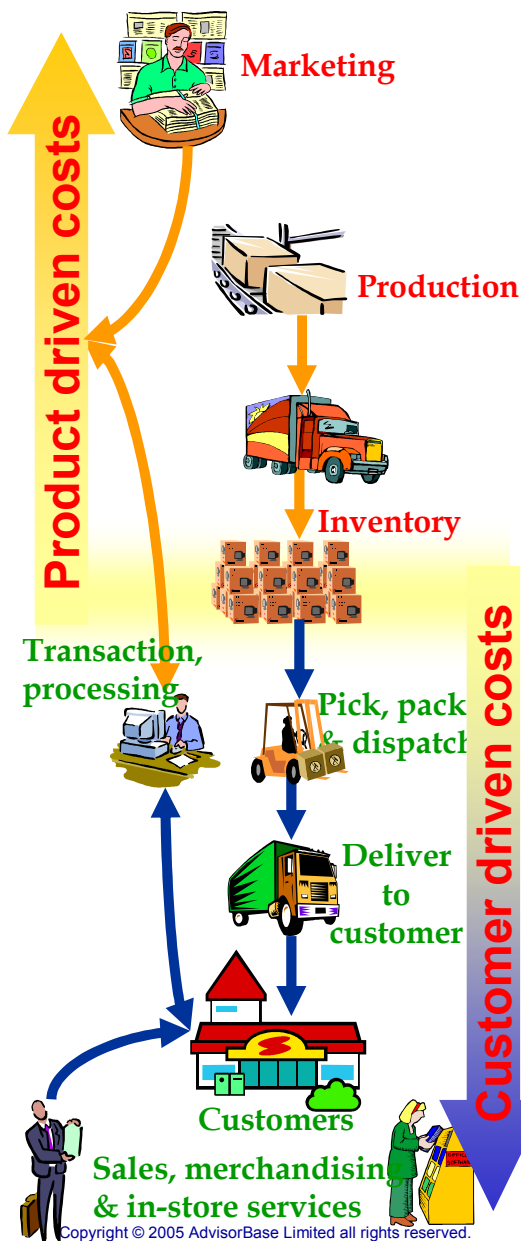 Marketing
Product driven costs
Production
Inventory
Transaction,
processing
Pick, pack
& dispatch
Customer driven costs
Deliver
to
customer
Customers
Sales, merchandising
& in-store services
Copyright © 2005 AdvisorBase Limited all rights reserved.